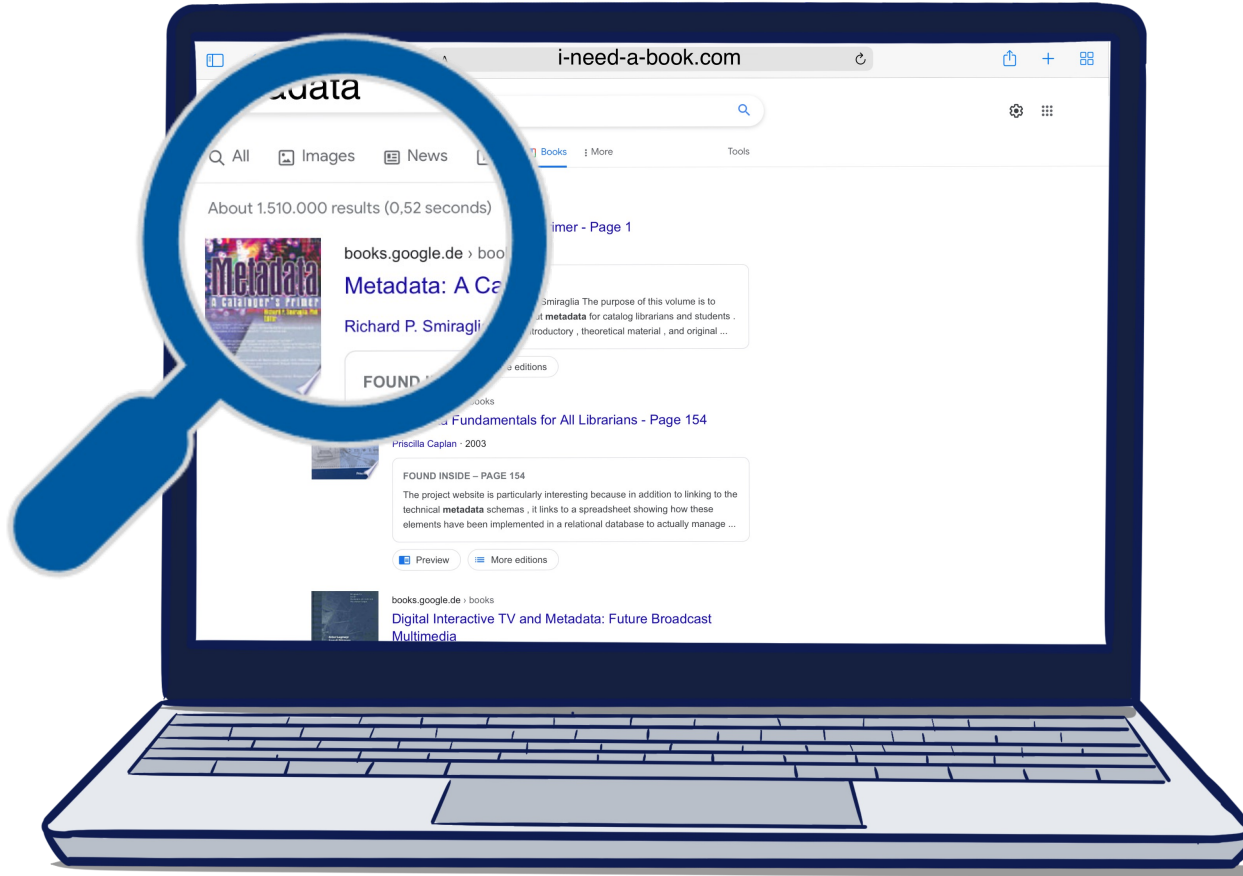 i-need-a-book.com
adata
All Images News Books More Tools
About 1.510.000 results (0,52 seconds)
Metadata
A Cataloger's Primer
Richard P. Smiraglia, PhD
Editor
books.google.de › boo
Metadata: A Ca imer - Page 1
Richard P. Smiragli
FOUND
Smiraglia The purpose of this volume is to
ut metadata for catalog librarians and students .
troductory , theoretical material , and original ...
e editions
ooks
Fundamentals for All Librarians - Page 154
Priscilla Caplan · 2003
FOUND INSIDE – PAGE 154
The project website is particularly interesting because in addition to linking to the
technical metadata schemas , it links to a spreadsheet showing how these
elements have been implemented in a relational database to actually manage ...
Preview More editions
books.google.de › books
Digital Interactive TV and Metadata: Future Broadcast
Multimedia